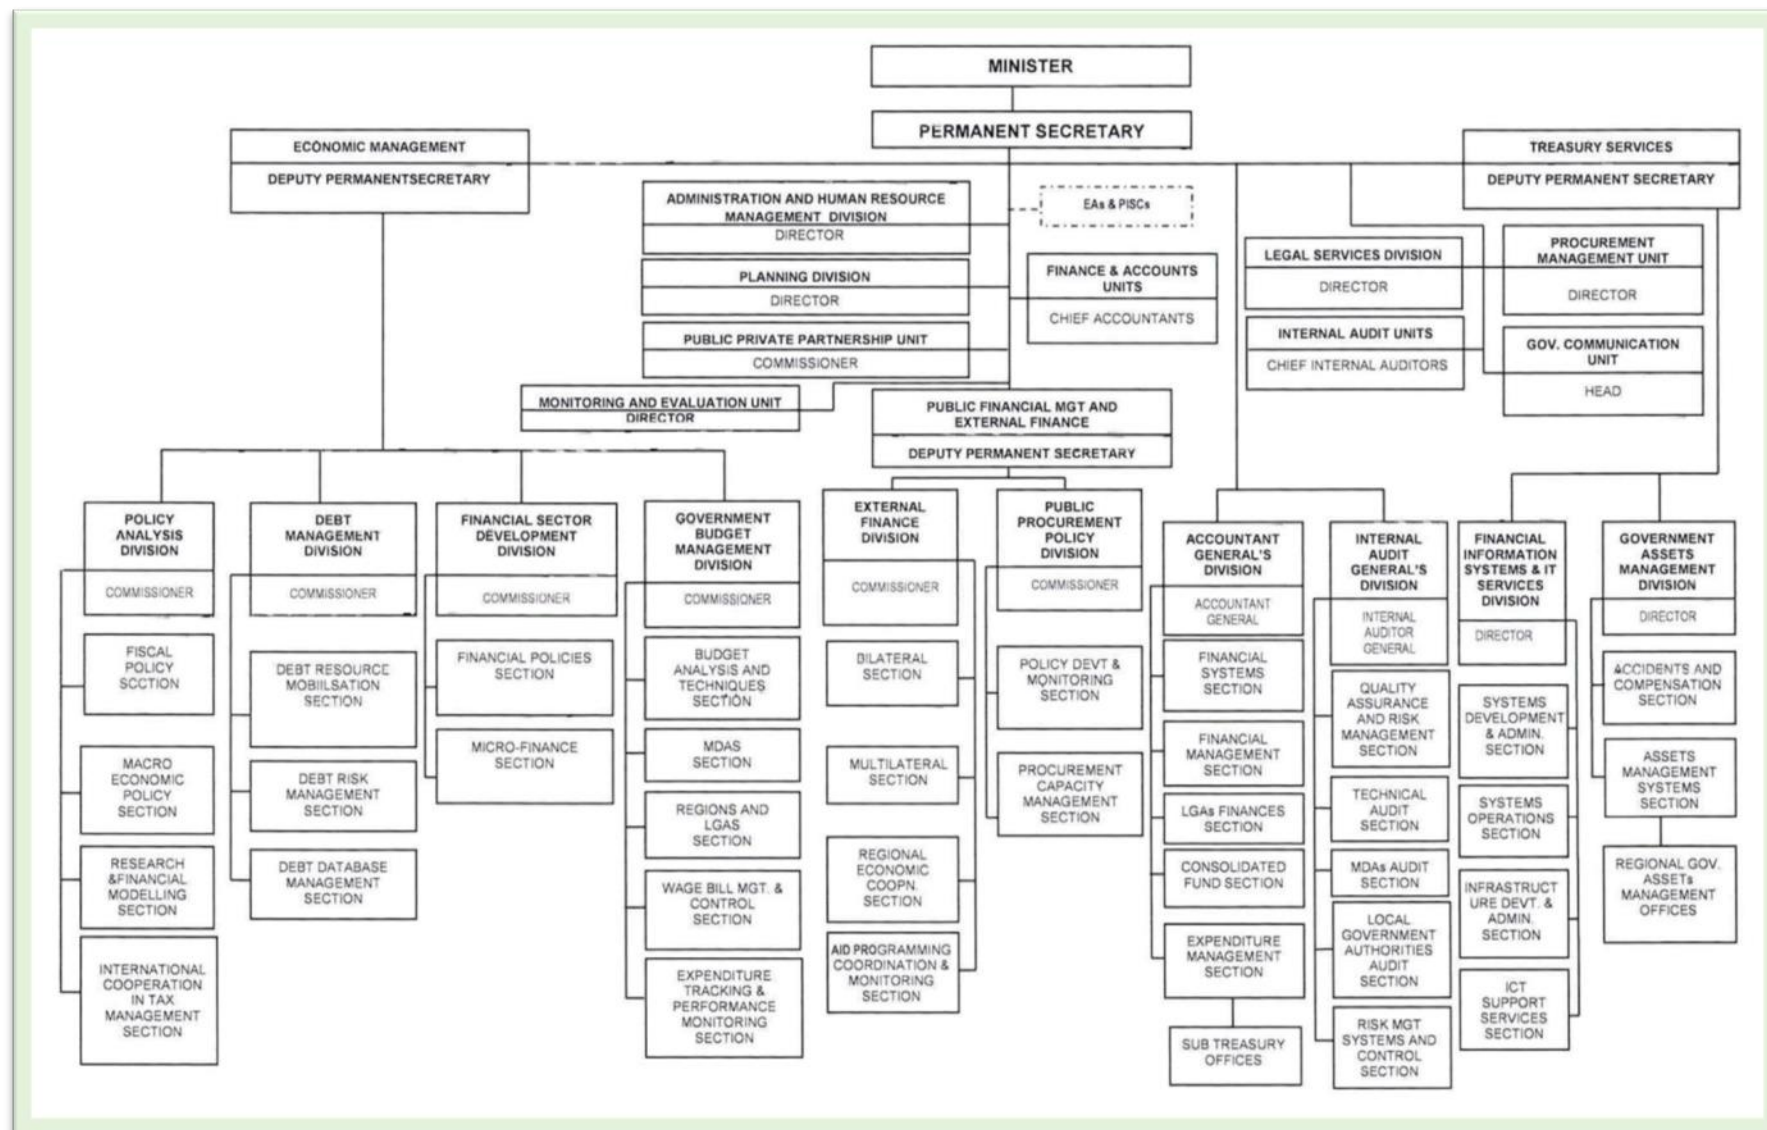 MINISTER
PERMANENT SECRETARY
ECONOMIC MANAGEMENT
DEPUTY PERMANENTSECRETARY
TREASURY SERVICES
DEPUTY PERMANENT SECRETARY
ADMINISTRATION AND HUMAN RESOURCE
MANAGEMENT DIVISION
DIRECTOR
EAs & PISCs
PLANNING DIVISION
DIRECTOR
FINANCE & ACCOUNTS
UNITS
CHIEF ACCOUNTANTS
PUBLIC PRIVATE PARTNERSHIP UNIT
COMMISSIONER
LEGAL SERVICES DIVISION
DIRECTOR
PROCUREMENT
MANAGEMENT UNIT
DIRECTOR
INTERNAL AUDIT UNITS
CHIEF INTERNAL AUDITORS
GOV. COMMUNICATION
UNIT
HEAD
MONITORING AND EVALUATION UNIT
DIRECTOR
PUBLIC FINANCIAL MGT AND
EXTERNAL FINANCE
DEPUTY PERMANENT SECRETARY
POLICY
ANALYSIS
DIVISION
COMMISSIONER
FISCAL
POLICY
SCCTION
MACRO
ECONOMIC
POLICY
SECTION
RESEARCH
&FINANCIAL
MODELLING
SECTION
INTERNATIONAL
COOPERATION
IN TAX
MANAGEMENT
SECTION
DEBT
MANAGEMENT
DIVISION
COMMISSIONER
DEBT RESOURCE
MOBIILSATION
SECTION
DEBT RISK
MANAGEMENT
SECTION
DEBT DATABASE
MANAGEMENT
SECTION
FINANCIAL SECTOR
DEVELOPMENT
DIVISION
COMMISSIONER
FINANCIAL POLICIES
SECTION
MICRO-FINANCE
SECTION
GOVERNMENT
BUDGET
MANAGEMENT
DIVISION
COMMISSIONER
BUDGET
ANALYSIS AND
TECHNIQUES
SECTION
MDAS
SECTION
REGIONS AND
LGAS
SECTION
WAGE BILL MGT. &
CONTROL
SECTION
EXPENDITURE
TRACKING &
PERFORMANCE
MONITORING
SECTION
EXTERNAL
FINANCE
DIVISION
COMMISSIONER
BILATERAL
SECTION
MULTILATERAL
SECTION
REGIONAL
ECONOMIC
COOPN.
SECTION
AID PROGRAMMING
COORDINATION &
MONITORING
SECTION
PUBLIC
PROCUREMENT
POLICY
DIVISION
COMMISSIONER
POLICY DEVT &
MONITORING
SECTION
PROCUREMENT
CAPACITY
MANAGEMENT
SECTION
ACCOUNTANT
GENERAL'S
DIVISION
ACCOUNTANT
GENERAL
FINANCIAL
SYSTEMS
SECTION
FINANCIAL
MANAGEMENT
SECTION
LGAs FINANCES
SECTION
CONSOLIDATED
FUND SECTION
EXPENDITURE
MANAGEMENT
SECTION
SUB TREASURY
OFFICES
INTERNAL
AUDIT
GENERAL'S
DIVISION
INTERNAL
AUDITOR
GENERAL
QUALITY
ASSURANCE
AND RISK
MANAGEMENT
SECTION
TECHNICAL
AUDIT
SECTION
MDAs AUDIT
SECTION
LOCAL
GOVERNMENT
AUTHORITIES
AUDIT
SECTION
RISK MGT
SYSTEMS AND
CONTROL
SECTION
FINANCIAL
INFORMATION
SYSTEMS & IT
SERVICES
DIVISION
DIRECTOR
SYSTEMS
DEVELOPMENT
& ADMIN.
SECTION
SYSTEMS
OPERATIONS
SECTION
INFRASTRUCT
URE DEVT. &
ADMIN.
SECTION
ICT
SUPPORT
SERVICES
SECTION
GOVERNMENT
ASSETS
MANAGEMENT
DIVISION
DIRECTOR
ACCIDENTS AND
COMPENSATION
SECTION
ASSETS
MANAGEMENT
SYSTEMS
SECTION
REGIONAL GOV.
ASSETs
MANAGEMENT
OFFICES